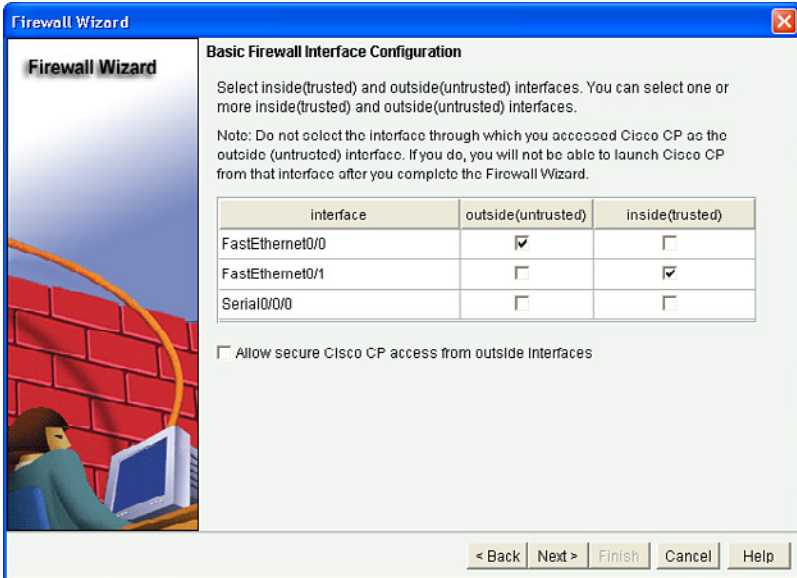 Firewall Wizard
Firewall Wizard
Basic Firewall Interface Configuration
Select inside(trusted) and outside(untrusted) interfaces. You can select one or
more inside(trusted) and outside(untrusted) interfaces.
Note: Do not select the interface through which you accessed Cisco CP as the
outside (untrusted) interface. If you do, you will not be able to launch Cisco CP
from that interface after you complete the Firewall Wizard.
interface outside(untrusted) inside(trusted)
FastEthernet0/0
FastEthernet0/1
Serial0/0/0
Allow secure Cisco CP access from outside interfaces
< Back Next > Finish Cancel Help